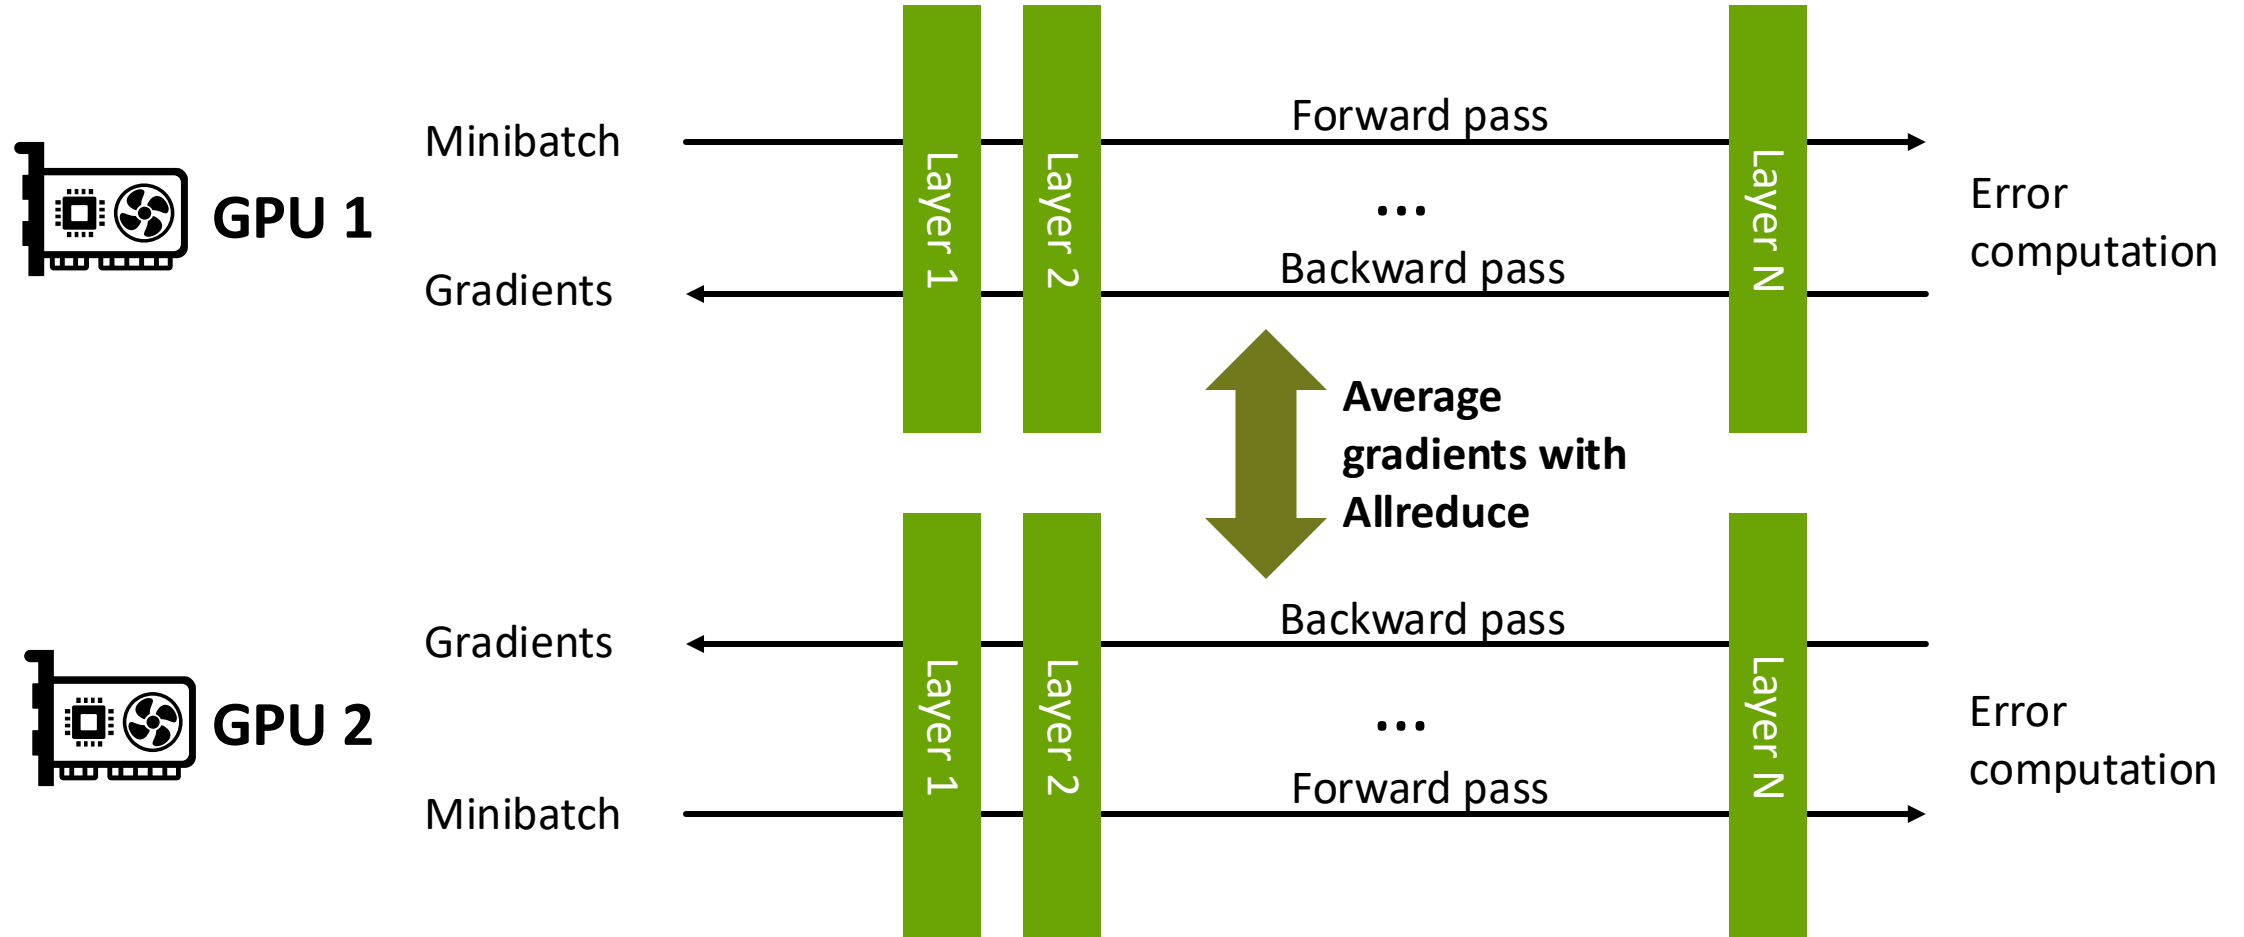 Forward pass
Minibatch
Layer 1
Layer 2
...
Layer N
GPU 1
Error
computation
Backward pass
Gradients
Average
gradients with
Allreduce
Backward pass
Gradients
Layer 1
Layer 2
...
Layer N
GPU 2
Error
computation
Forward pass
Minibatch